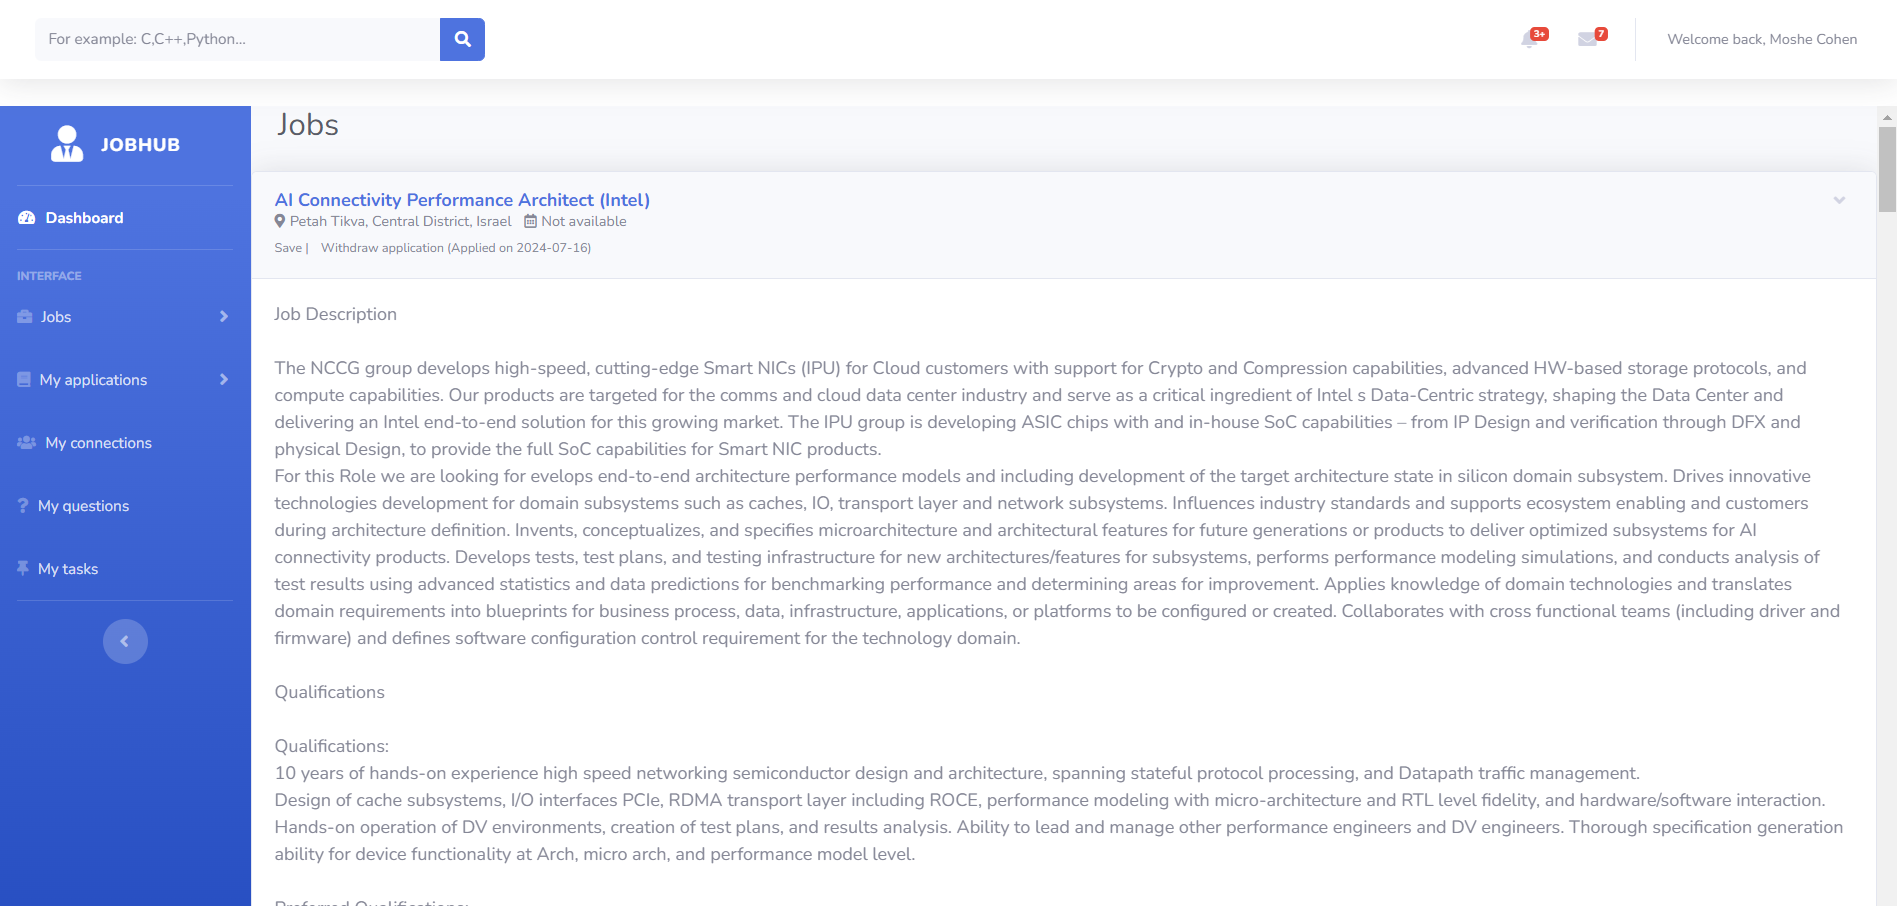 For example: C,C++,Python...
3+
7
Welcome back, Moshe Cohen
JOBHUB
Dashboard
INTERFACE
Jobs
My applications
My connections
My questions
My tasks
Jobs
AI Connectivity Performance Architect (Intel)
Petah Tikva, Central District, Israel Not available
Save | Withdraw application (Applied on 2024-07-16)
Job Description
The NCCG group develops high-speed, cutting-edge Smart NICs (IPU) for Cloud customers with support for Crypto and Compression capabilities, advanced HW-based storage protocols, and
compute capabilities. Our products are targeted for the comms and cloud data center industry and serve as a critical ingredient of Intel s Data-Centric strategy, shaping the Data Center and
delivering an Intel end-to-end solution for this growing market. The IPU group is developing ASIC chips with and in-house SoC capabilities – from IP Design and verification through DFX and
physical Design, to provide the full SoC capabilities for Smart NIC products.
For this Role we are looking for evelops end-to-end architecture performance models and including development of the target architecture state in silicon domain subsystem. Drives innovative
technologies development for domain subsystems such as caches, IO, transport layer and network subsystems. Influences industry standards and supports ecosystem enabling and customers
during architecture definition. Invents, conceptualizes, and specifies microarchitecture and architectural features for future generations or products to deliver optimized subsystems for AI
connectivity products. Develops tests, test plans, and testing infrastructure for new architectures/features for subsystems, performs performance modeling simulations, and conducts analysis of
test results using advanced statistics and data predictions for benchmarking performance and determining areas for improvement. Applies knowledge of domain technologies and translates
domain requirements into blueprints for business process, data, infrastructure, applications, or platforms to be configured or created. Collaborates with cross functional teams (including driver and
firmware) and defines software configuration control requirement for the technology domain.
Qualifications
Qualifications:
10 years of hands-on experience high speed networking semiconductor design and architecture, spanning stateful protocol processing, and Datapath traffic management.
Design of cache subsystems, I/O interfaces PCIe, RDMA transport layer including ROCE, performance modeling with micro-architecture and RTL level fidelity, and hardware/software interaction.
Hands-on operation of DV environments, creation of test plans, and results analysis. Ability to lead and manage other performance engineers and DV engineers. Thorough specification generation
ability for device functionality at Arch, micro arch, and performance model level.
Preferred Qualifications: